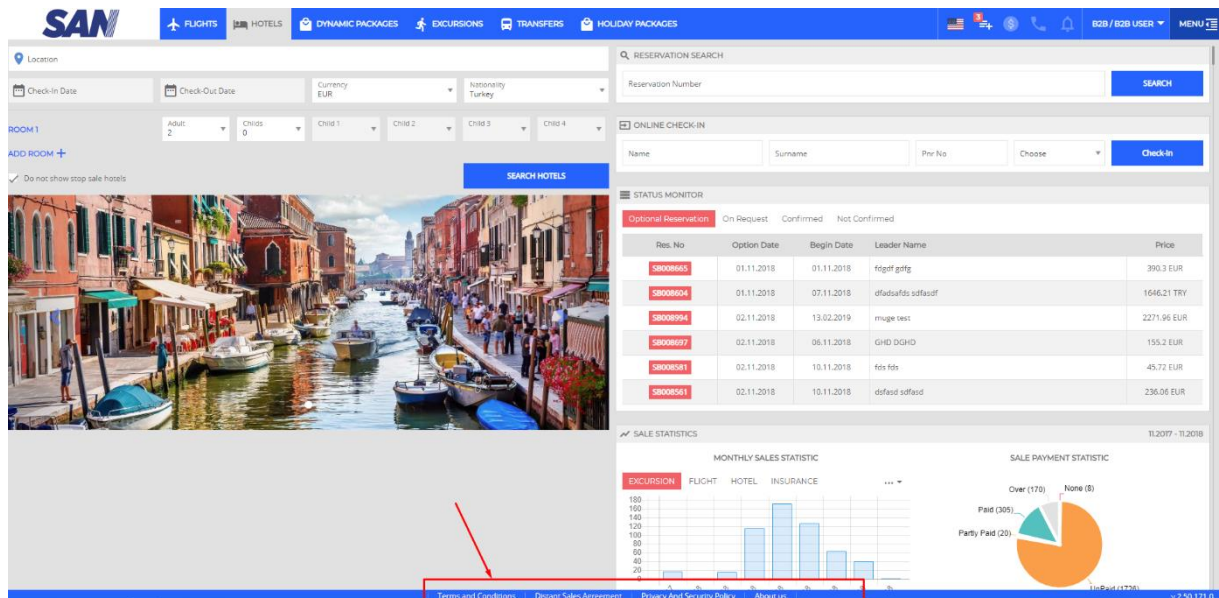 SAN
FLIGHTS HOTELS DYNAMIC PACKAGES EXCURSIONS TRANSFERS HOLIDAY PACKAGES 3 B2B / B2B USER MENU
Location
Check-In Date Check-Out Date Currency Nationality
EUR Turkey
ROOM 1 Adult Childs Child 1 Child 2 Child 3 Child 4
2 0
ADD ROOM +
Do not show stop sale hotels SEARCH HOTELS
RESERVATION SEARCH
Reservation Number SEARCH
ONLINE CHECK-IN
Name Surname Pnr No Choose Check-In
STATUS MONITOR
Optional Reservation On Request Confirmed Not Confirmed
Res. No Option Date Begin Date Leader Name Price
SB008665 01.11.2018 01.11.2018 fdgdf gdfg 390.3 EUR
SB008604 01.11.2018 07.11.2018 dfadsafds sdfasdf 1646.21 TRY
SB008994 02.11.2018 13.02.2019 muge test 2271.96 EUR
SB008697 02.11.2018 06.11.2018 GHD DGHD 155.2 EUR
SB008581 02.11.2018 10.11.2018 fds fds 45.72 EUR
SB008561 02.11.2018 10.11.2018 dsfasd sdfasd 236.06 EUR
SALE STATISTICS 11.2017 - 11.2018
MONTHLY SALES STATISTIC
EXCURSION FLIGHT HOTEL INSURANCE ...
180
160
140
120
100
80
60
40
20
0
SALE PAYMENT STATISTIC
Over (170) None (8)
Paid (305)
Partly Paid (20)
UnPaid (1726)
Terms and Conditions Distant Sales Agreement Privacy And Security Policy About us v.2.50.171.0